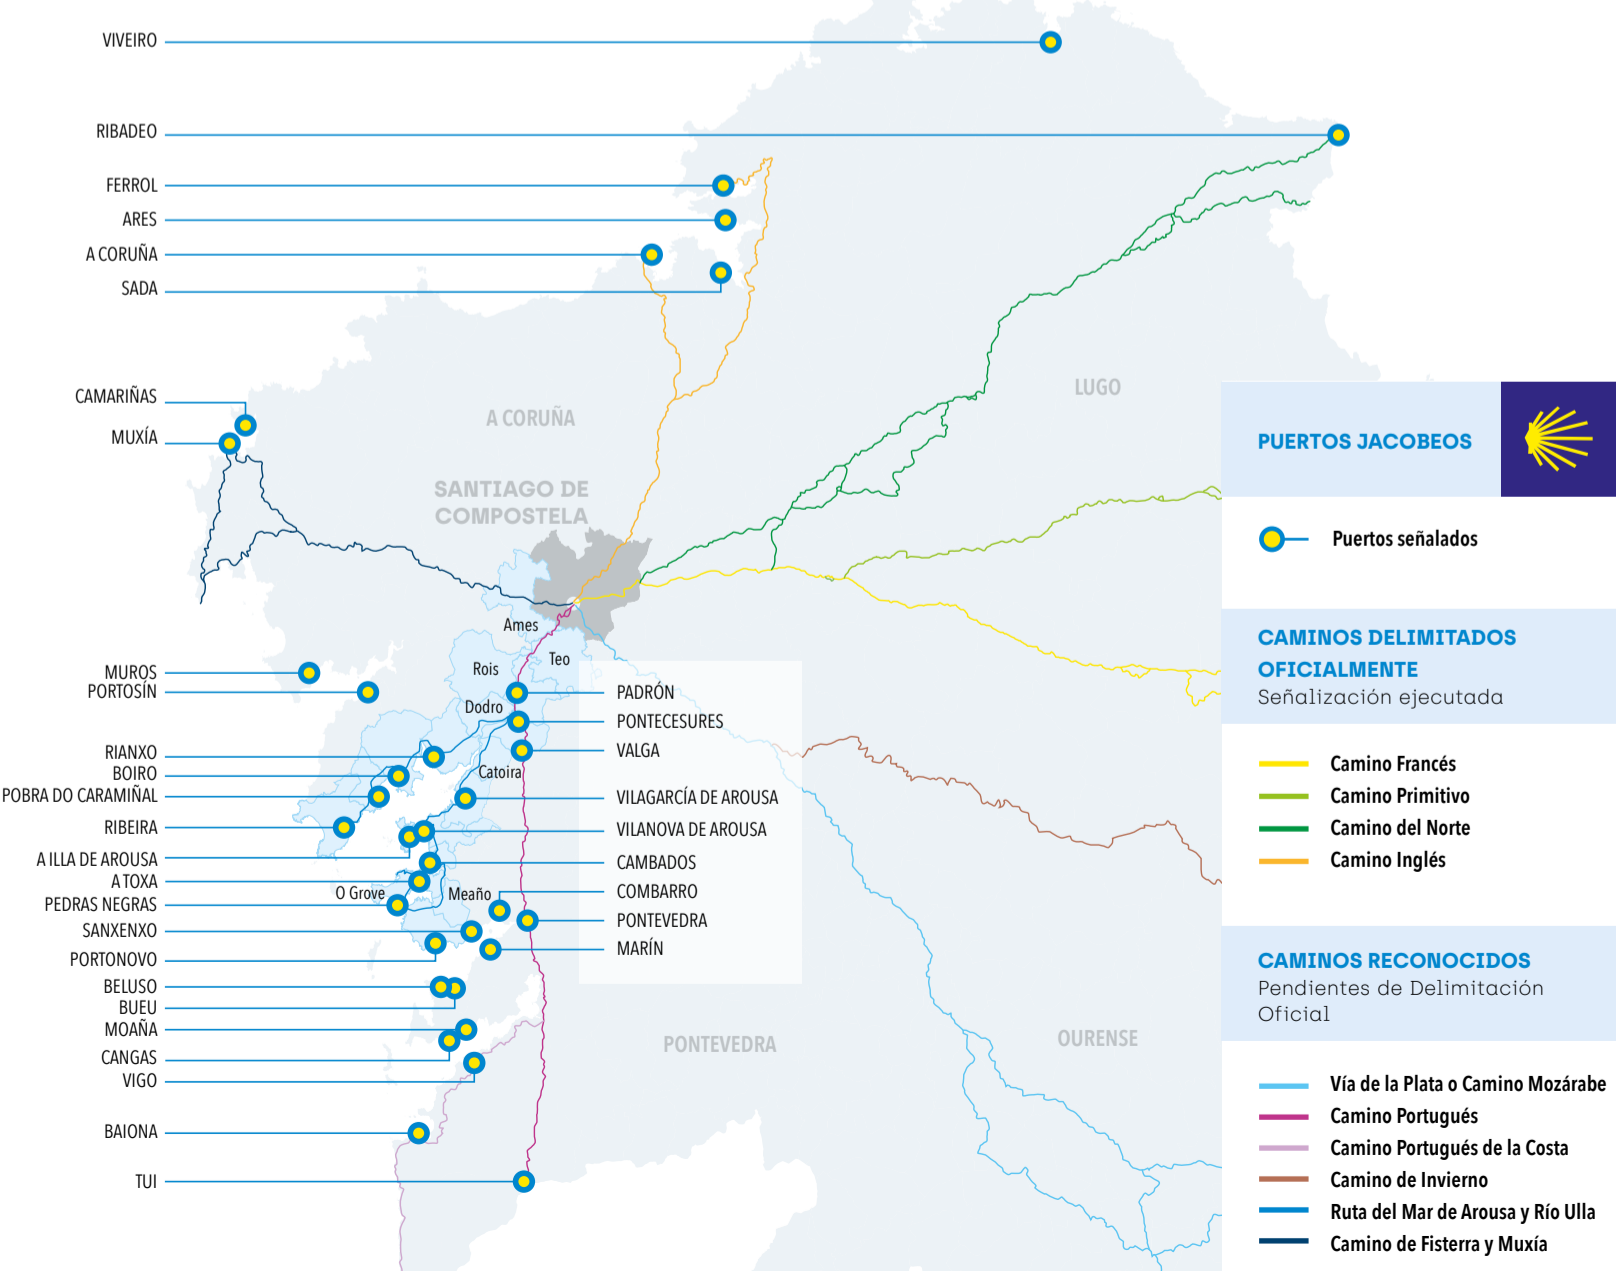 VIVEIRO
RIBADEO
FERROL
ARES
A CORUÑA
SADA
CAMARIÑAS
MUXÍA
MUROS
PORTOSÍN
RIANXO
BOIRO
POBRA DO CARAMIÑAL
RIBEIRA
A ILLA DE AROUSA
A TOXA
PEDRAS NEGRAS
SANXENXO
PORTONOVO
BELUSO
BUEU
MOAÑA
CANGAS
VIGO
BAIONA
TUI
A CORUÑA
LUGO
SANTIAGO DE
COMPOSTELA
Ames
Teo
Rois
Dodro
Catoira
O Grove
Meaño
PADRÓN
PONTECESURES
VALGA
VILAGARCÍA DE AROUSA
VILANOVA DE AROUSA
CAMBADOS
COMBARRO
PONTEVEDRA
MARÍN
PONTEVEDRA
OURENSE
PUERTOS JACOBEOS
Puertos señalados
CAMINOS DELIMITADOS
OFICIALMENTE
Señalización ejecutada
Camino Francés
Camino Primitivo
Camino del Norte
Camino Inglés
CAMINOS RECONOCIDOS
Pendientes de Delimitación
Oficial
Vía de la Plata o Camino Mozárabe
Camino Portugués
Camino Portugués de la Costa
Camino de Invierno
Ruta del Mar de Arousa y Río Ulla
Camino de Fisterra y Muxía